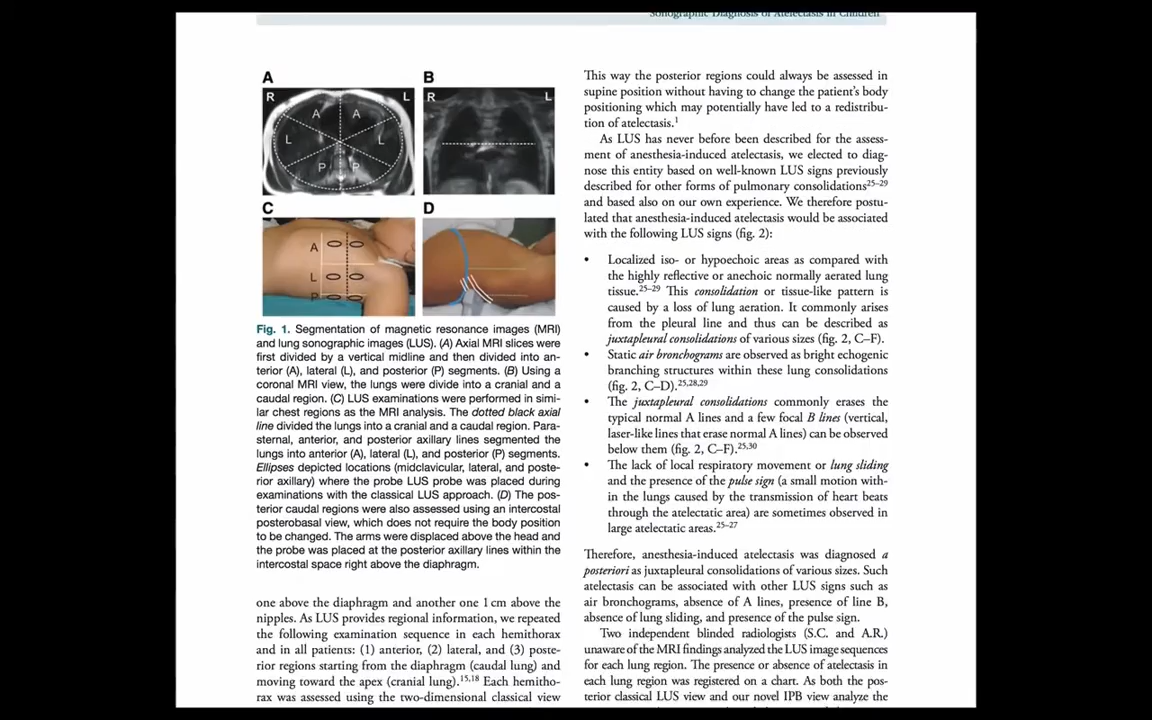 Sonographic Diagnosis of Atelectasis in Children
A
B
R
L
R
L
A
A
L
L
P
P
C
D
A
L
P
Fig. 1. Segmentation of magnetic resonance images (MRI)
and lung sonographic images (LUS). (A) Axial MRI slices were
first divided by a vertical midline and then divided into an-
terior (A), lateral (L), and posterior (P) segments. (B) Using a
coronal MRI view, the lungs were divide into a cranial and a
caudal region. (C) LUS examinations were performed in simi-
lar chest regions as the MRI analysis. The dotted black axial
line divided the lungs into a cranial and a caudal region. Para-
sternal, anterior, and posterior axillary lines segmented the
lungs into anterior (A), lateral (L), and posterior (P) segments.
Ellipses depicted locations (midclavicular, lateral, and poste-
rior axillary) where the probe LUS probe was placed during
examinations with the classical LUS approach. (D) The pos-
terior caudal regions were also assessed using an intercostal
posterobasal view, which does not require the body position
to be changed. The arms were displaced above the head and
the probe was placed at the posterior axillary lines within the
intercostal space right above the diaphragm.
one above the diaphragm and another one 1 cm above the
nipples. As LUS provides regional information, we repeated
the following examination sequence in each hemithorax
and in all patients: (1) anterior, (2) lateral, and (3) poste-
rior regions starting from the diaphragm (caudal lung) and
moving toward the apex (cranial lung).15,18 Each hemitho-
rax was assessed using the two-dimensional classical view
This way the posterior regions could always be assessed in
supine position without having to change the patient's body
positioning which may potentially have led to a redistribu-
tion of atelectasis.1
As LUS has never before been described for the assess-
ment of anesthesia-induced atelectasis, we elected to diag-
nose this entity based on well-known LUS signs previously
described for other forms of pulmonary consolidations25–29
and based also on our own experience. We therefore postu-
lated that anesthesia-induced atelectasis would be associated
with the following LUS signs (fig. 2):
• Localized iso- or hypoechoic areas as compared with
the highly reflective or anechoic normally aerated lung
tissue.25–29 This consolidation or tissue-like pattern is
caused by a loss of lung aeration. It commonly arises
from the pleural line and thus can be described as
juxtapleural consolidations of various sizes (fig. 2, C–F).
• Static air bronchograms are observed as bright echogenic
branching structures within these lung consolidations
(fig. 2, C–D).25,28,29
• The juxtapleural consolidations commonly erases the
typical normal A lines and a few focal B lines (vertical,
laser-like lines that erase normal A lines) can be observed
below them (fig. 2, C–F).25,30
• The lack of local respiratory movement or lung sliding
and the presence of the pulse sign (a small motion with-
in the lungs caused by the transmission of heart beats
through the atelectatic area) are sometimes observed in
large atelectatic areas.25–27
Therefore, anesthesia-induced atelectasis was diagnosed a
posteriori as juxtapleural consolidations of various sizes. Such
atelectasis can be associated with other LUS signs such as
air bronchograms, absence of A lines, presence of line B,
absence of lung sliding, and presence of the pulse sign.
Two independent blinded radiologists (S.C. and A.R.)
unaware of the MRI findings analyzed the LUS image sequences
for each lung region. The presence or absence of atelectasis in
each lung region was registered on a chart. As both the pos-
terior classical LUS view and our novel IPB view analyze the